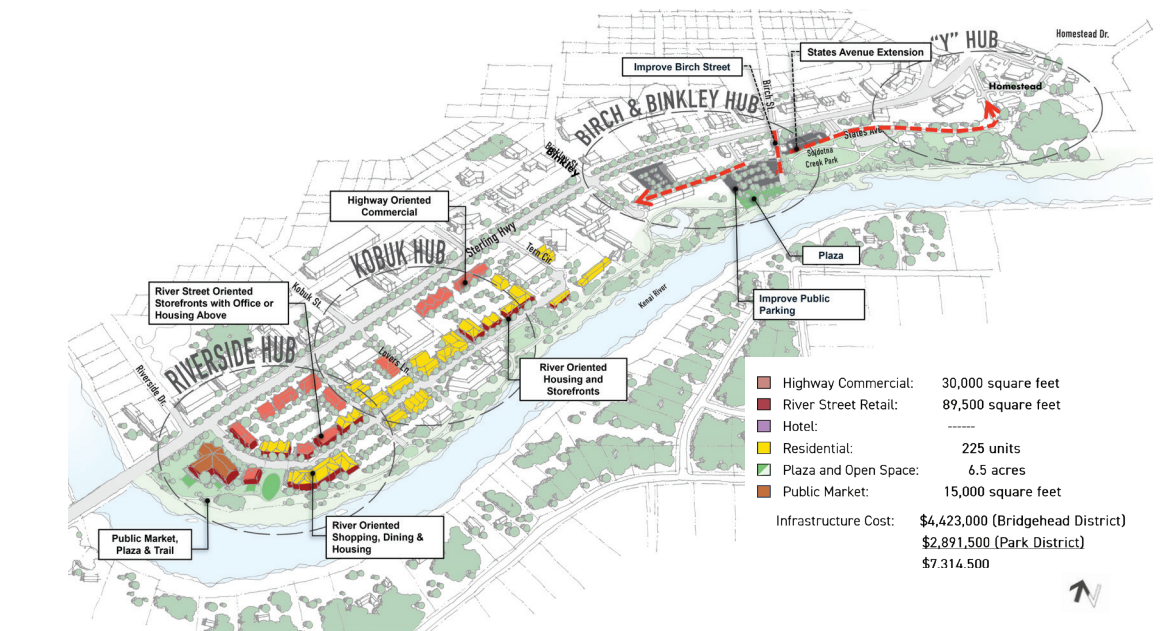 "Y" HUB
Homestead Dr.
States Avenue Extension
Improve Birch Street
Birch St.
Homestead
BIRCH & BINKLEY HUB
States Ave.
Soldotna
Creek Park
Binkley St.
Binkley
Highway Oriented
Commercial
Sterling Hwy
KOBUK HUB
Tern Cir.
Plaza
Kenai River
River Street Oriented
Storefronts with Office or
Housing Above
Kobuk St.
Improve Public
Parking
RIVERSIDE HUB
Lovers Ln.
River Oriented
Housing and
Storefronts
Riverside Dr.
Highway Commercial: 30,000 square feet
River Street Retail: 89,500 square feet
Hotel: ------
Residential: 225 units
Plaza and Open Space: 6.5 acres
Public Market: 15,000 square feet
Infrastructure Cost: $4,423,000 (Bridgehead District)
$2,891,500 (Park District)
$7,314,500
Public Market,
Plaza & Trail
River Oriented
Shopping, Dining &
Housing
N